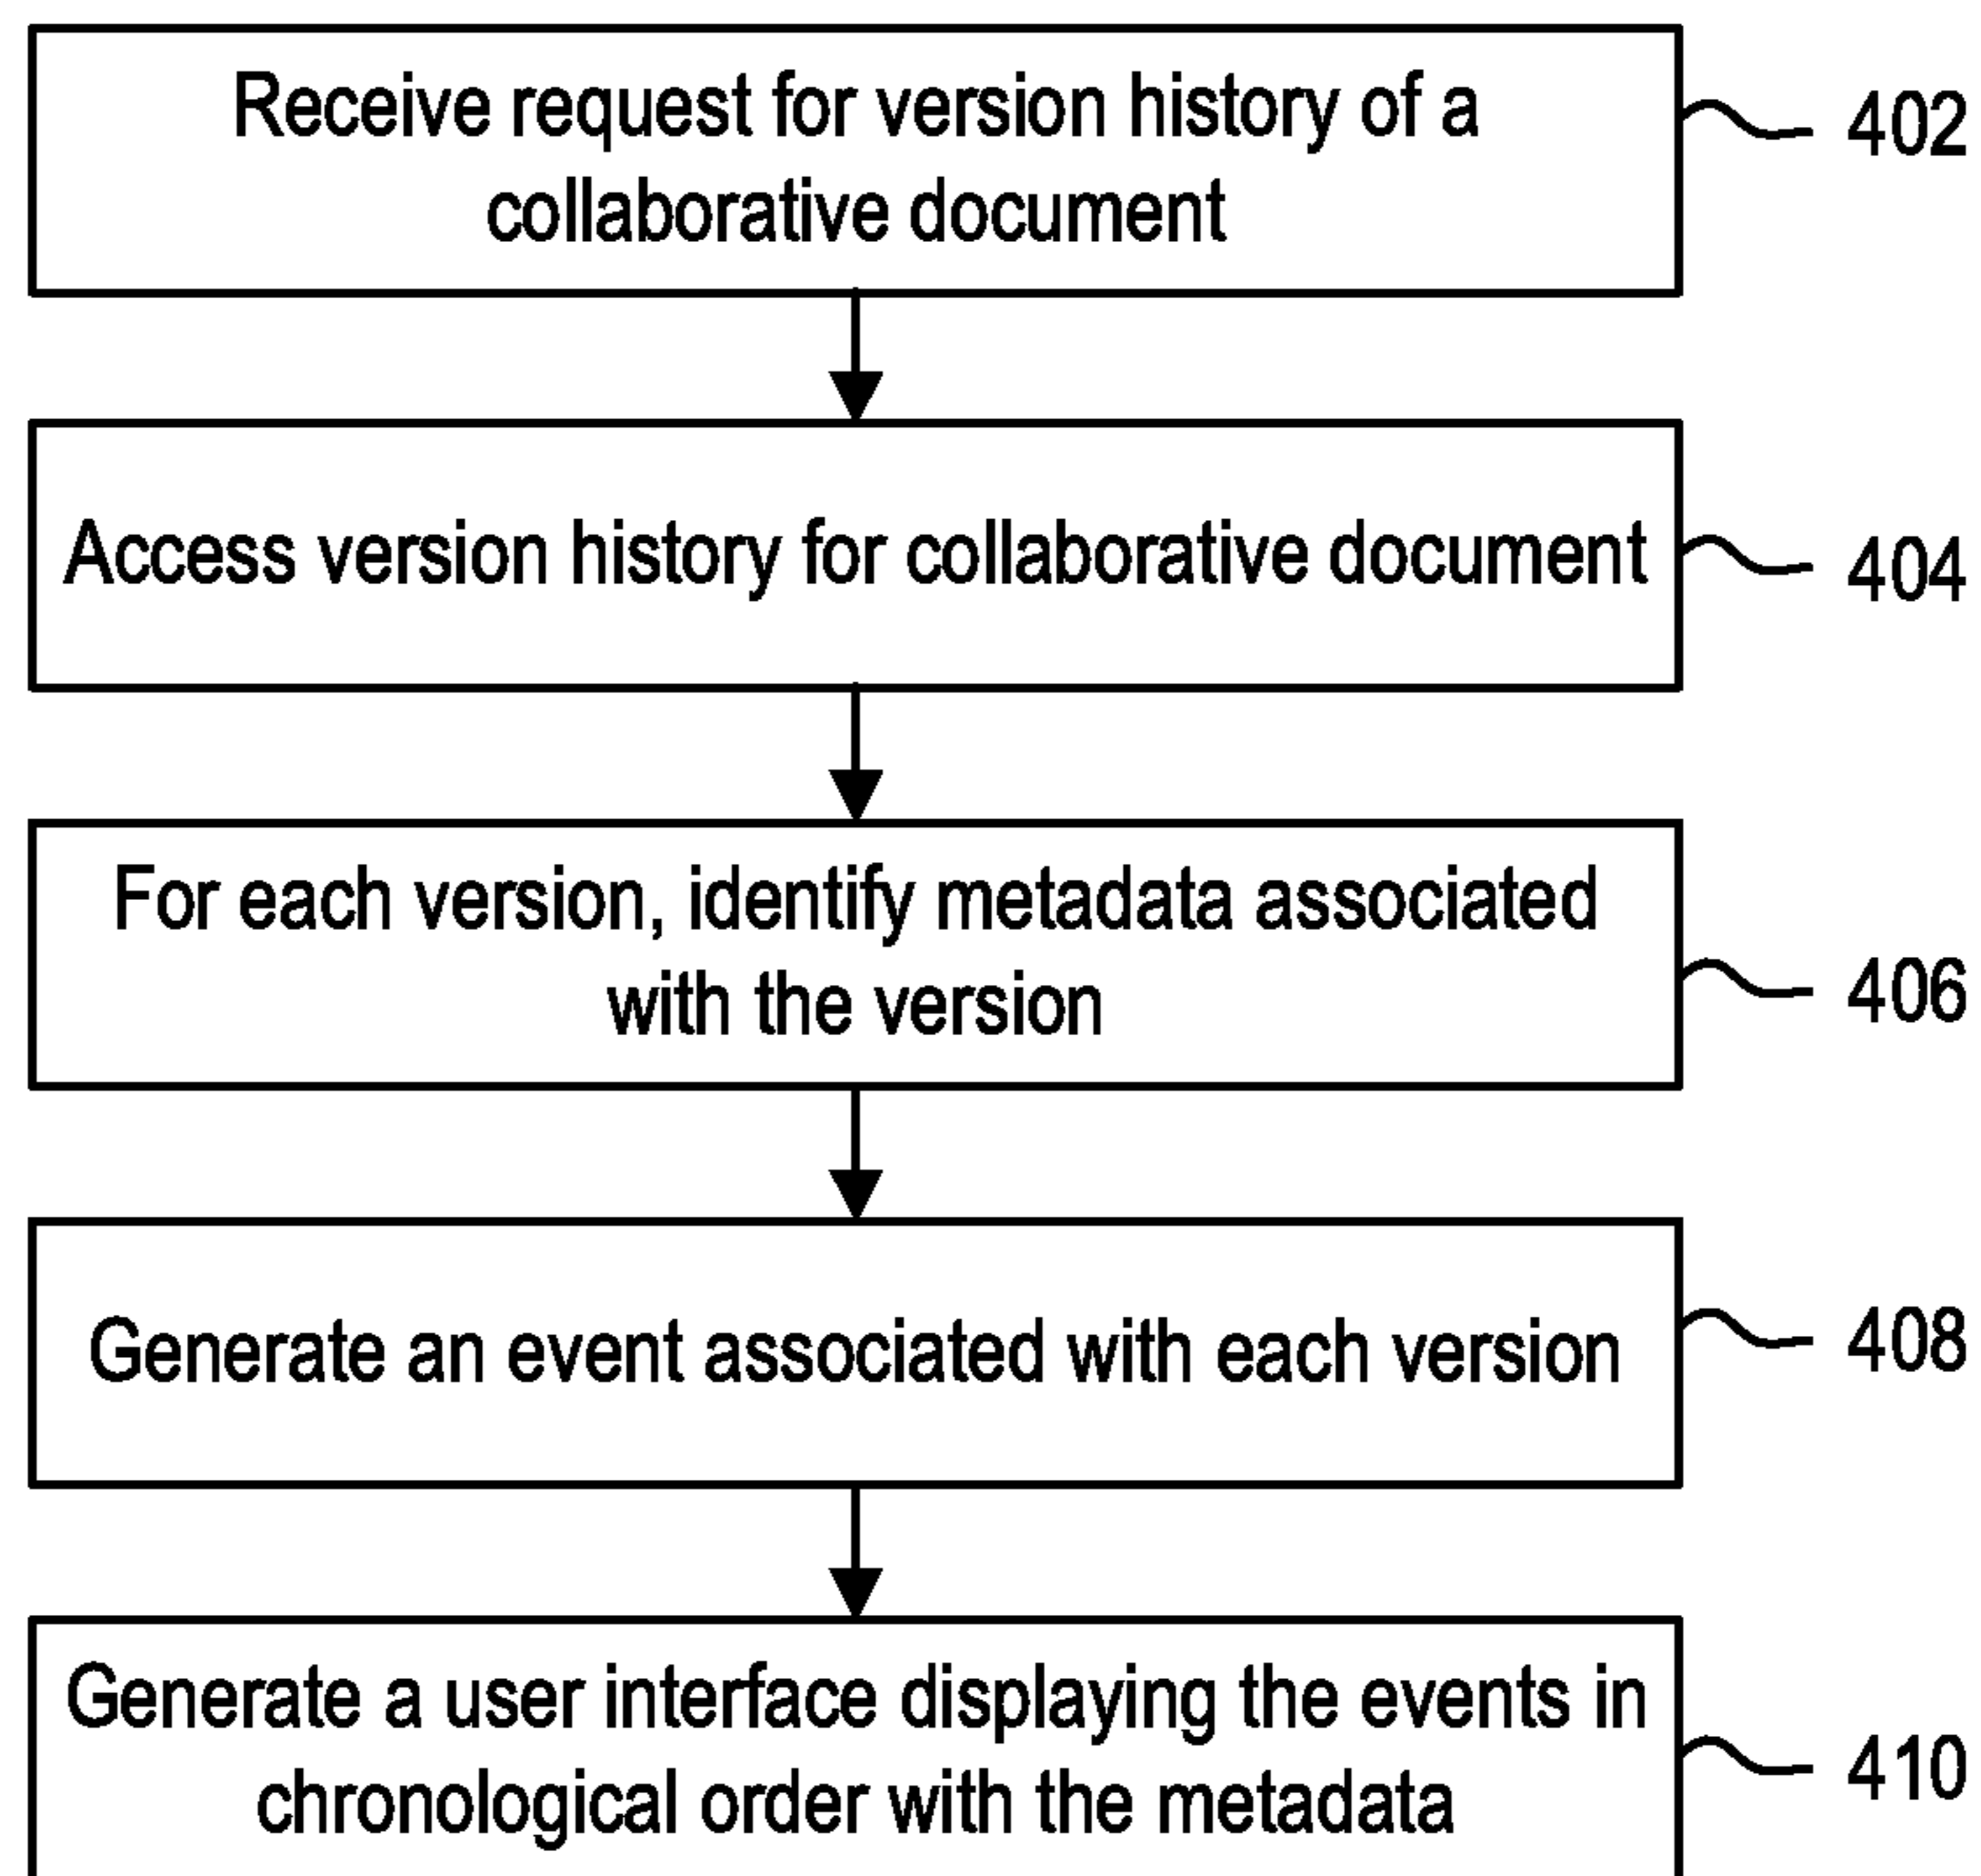 Receive request for version history of a
collaborative document
402
Access version history for collaborative document
404
For each version, identify metadata associated
with the version
406
Generate an event associated with each version
408
Generate a user interface displaying the events in
chronological order with the metadata
410